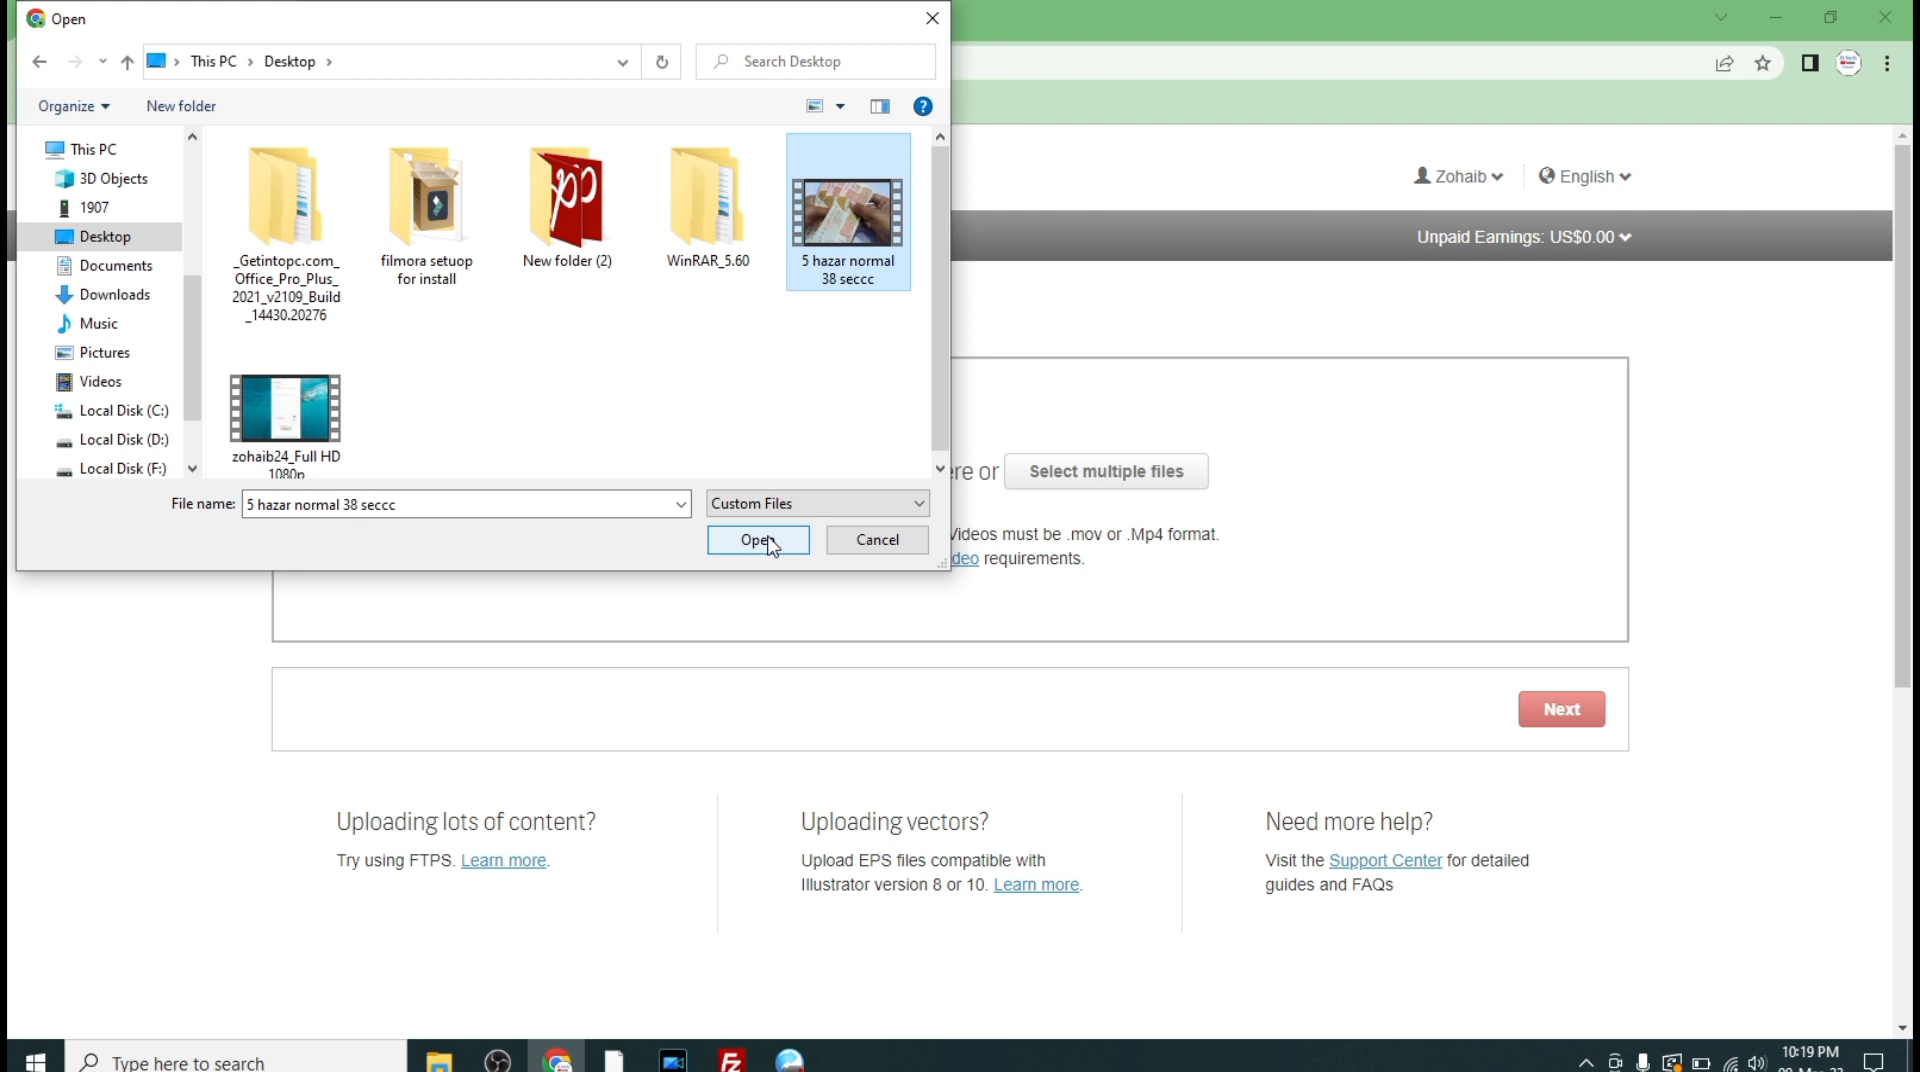 Open
This PC
Desktop
Search Desktop
Organize
New folder
This PC
3D Objects
1907
Desktop
Documents
Downloads
Music
Pictures
Videos
Local Disk (C:)
Local Disk (D:)
Local Disk (F:)
_Getintopc.com_
Office_Pro_Plus_
2021_v2109_Build
_14430.20276
filmora setuop
for install
New folder (2)
WinRAR_5.60
5 hazar normal
38 seccc
zohaib24_Full HD
1080p
File name:
5 hazar normal 38 seccc
Custom Files
Open
Cancel
Zohaib
English
Unpaid Earnings: US$0.00
or
Select multiple files
Videos must be .mov or .Mp4 format.
requirements.
Next
Uploading lots of content?
Try using FTPS. Learn more.
Uploading vectors?
Upload EPS files compatible with
Illustrator version 8 or 10. Learn more.
Need more help?
Visit the Support Center for detailed
guides and FAQs
Type here to search
10:19 PM